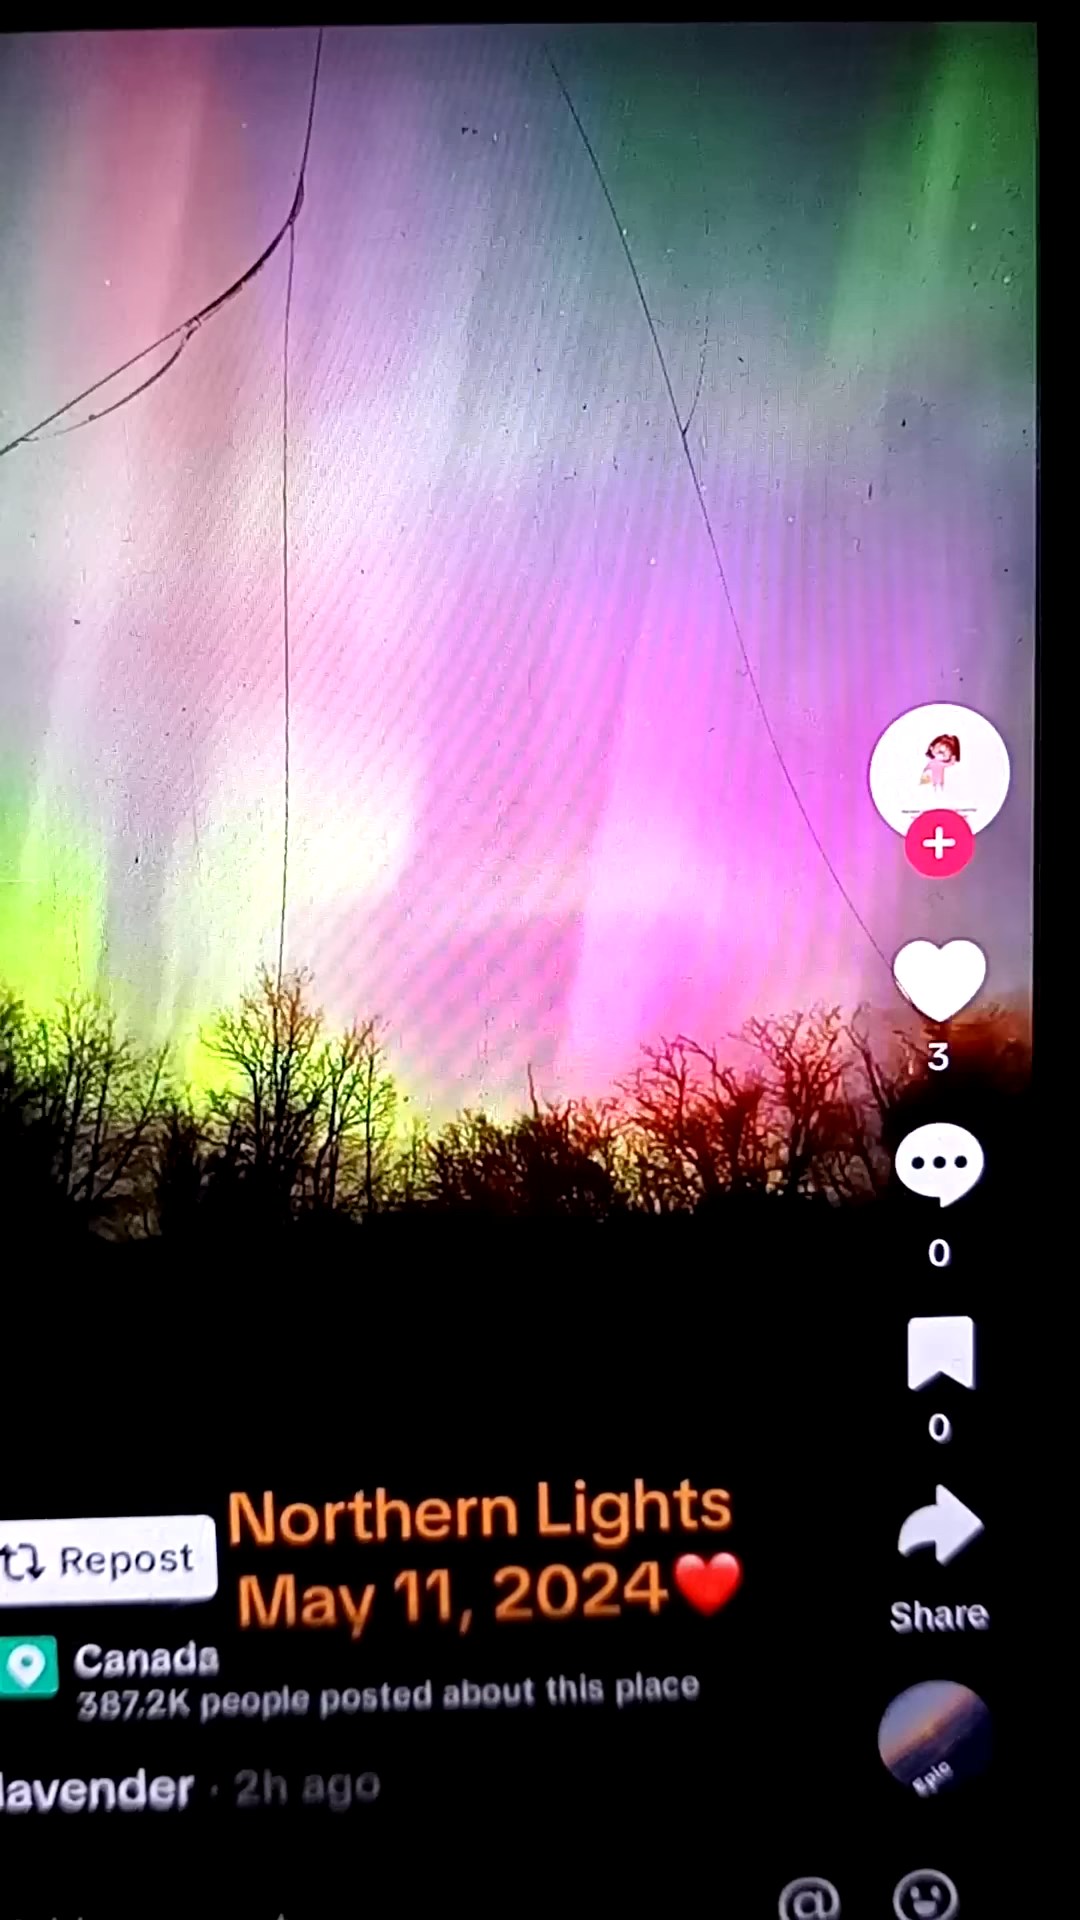 3
0
0
Northern Lights
May 11, 2024❤️
Repost
Share
Canada
387.2K people posted about this place
Epic
lavender · 2h ago
@